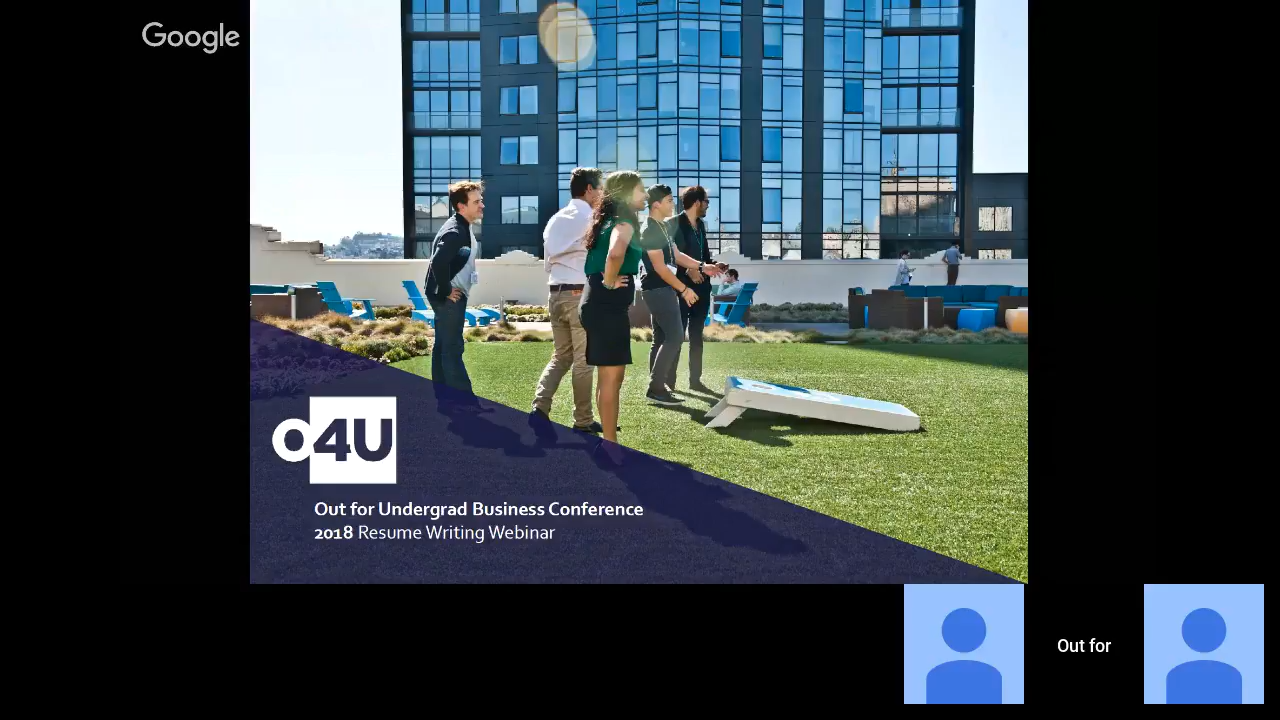 Google
O4U
Out for Undergrad Business Conference
2018 Resume Writing Webinar
Out for